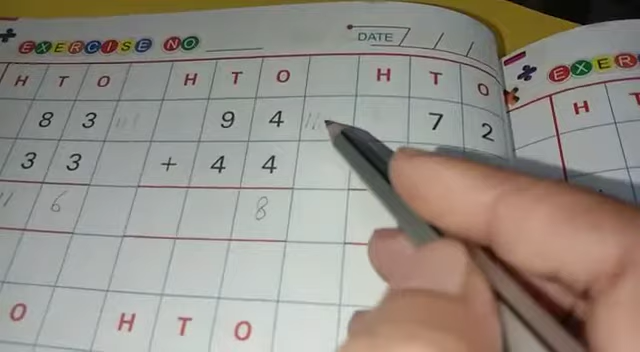 EXERCISE NO
DATE
EXER
H T O H T O H T O H T
8 3 9 4 7 2
3 3 + 4 4
6 8
O H T O